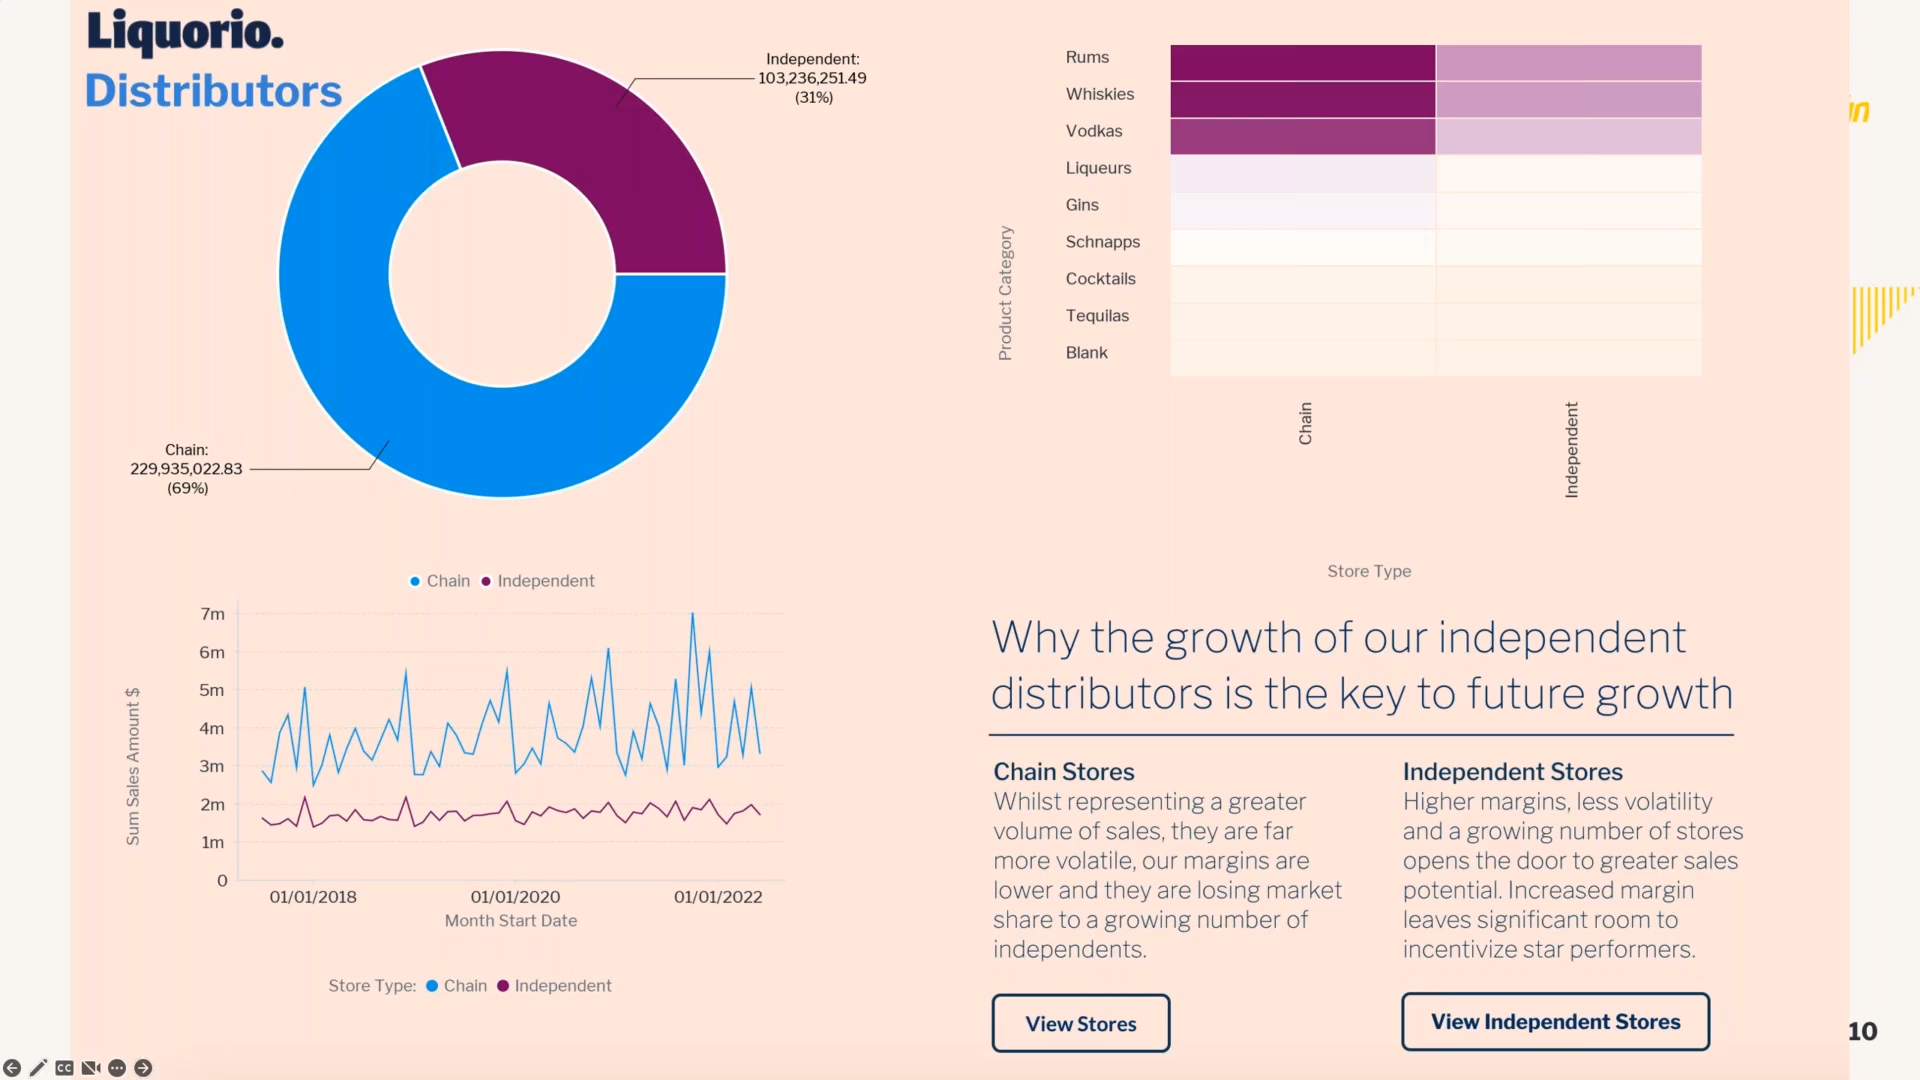 Liquorio.
Distributors
Independent:
103,236,251.49
(31%)
Chain:
229,935,022.83
(69%)
Chain Independent
Product Category
Rums
Whiskies
Vodkas
Liqueurs
Gins
Schnapps
Cocktails
Tequilas
Blank
Chain
Independent
Store Type
Sum Sales Amount $
7m
6m
5m
4m
3m
2m
1m
0
01/01/2018 01/01/2020 01/01/2022
Month Start Date
Store Type: Chain Independent
Why the growth of our independent
distributors is the key to future growth
Chain Stores
Whilst representing a greater
volume of sales, they are far
more volatile, our margins are
lower and they are losing market
share to a growing number of
independents.
View Stores
Independent Stores
Higher margins, less volatility
and a growing number of stores
opens the door to greater sales
potential. Increased margin
leaves significant room to
incentivize star performers.
View Independent Stores
10
CC